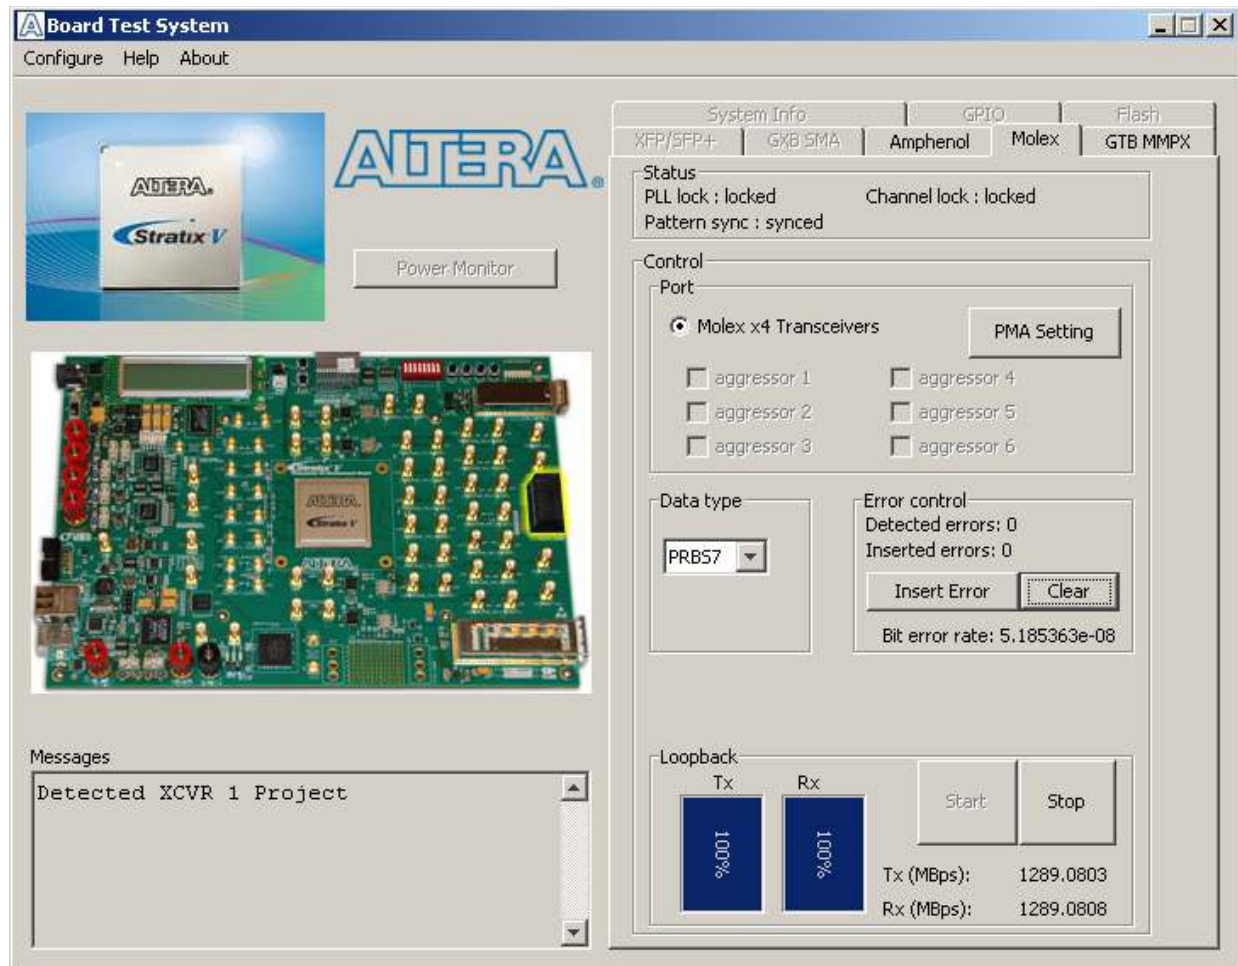 Board Test System
Configure Help About
ALTERA®
Stratix V
ALTERA®
Power Monitor
System Info GPIO Flash
XFP/SFP+ GXB SMA Amphenol Molex GTB MMPX
Status
PLL lock : locked Channel lock : locked
Pattern sync : synced
Control
Port
Molex x4 Transceivers
PMA Setting
aggressor 1 aggressor 4
aggressor 2 aggressor 5
aggressor 3 aggressor 6
Stratix V
ALTERA
Stratix V
ALTERA
Data type
PRBS7
Error control
Detected errors: 0
Inserted errors: 0
Insert Error Clear
Bit error rate: 5.185363e-08
Messages
Detected XCVR 1 Project
Loopback
Tx Rx
100% 100%
Start Stop
Tx (MBps): 1289.0803
Rx (MBps): 1289.0808